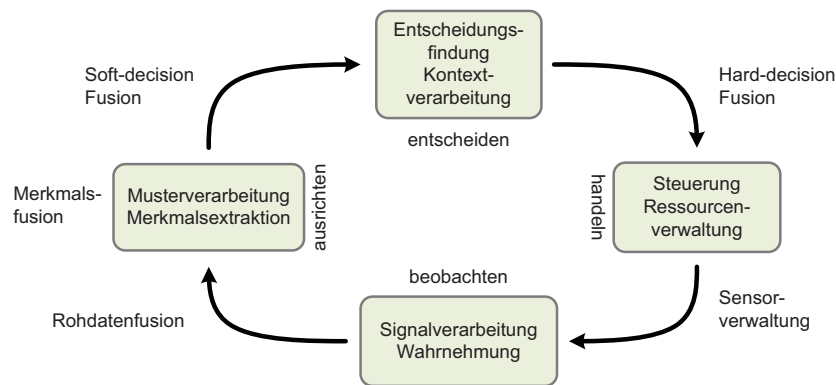 Entscheidungs-
findung
Kontext-
verarbeitung
entscheiden
Soft-decision
Fusion
Hard-decision
Fusion
Merkmals-
fusion
Musterverarbeitung
Merkmalsextraktion
ausrichten
handeln
Steuerung
Ressourcen-
verwaltung
beobachten
Rohdatenfusion
Signalverarbeitung
Wahrnehmung
Sensor-
verwaltung